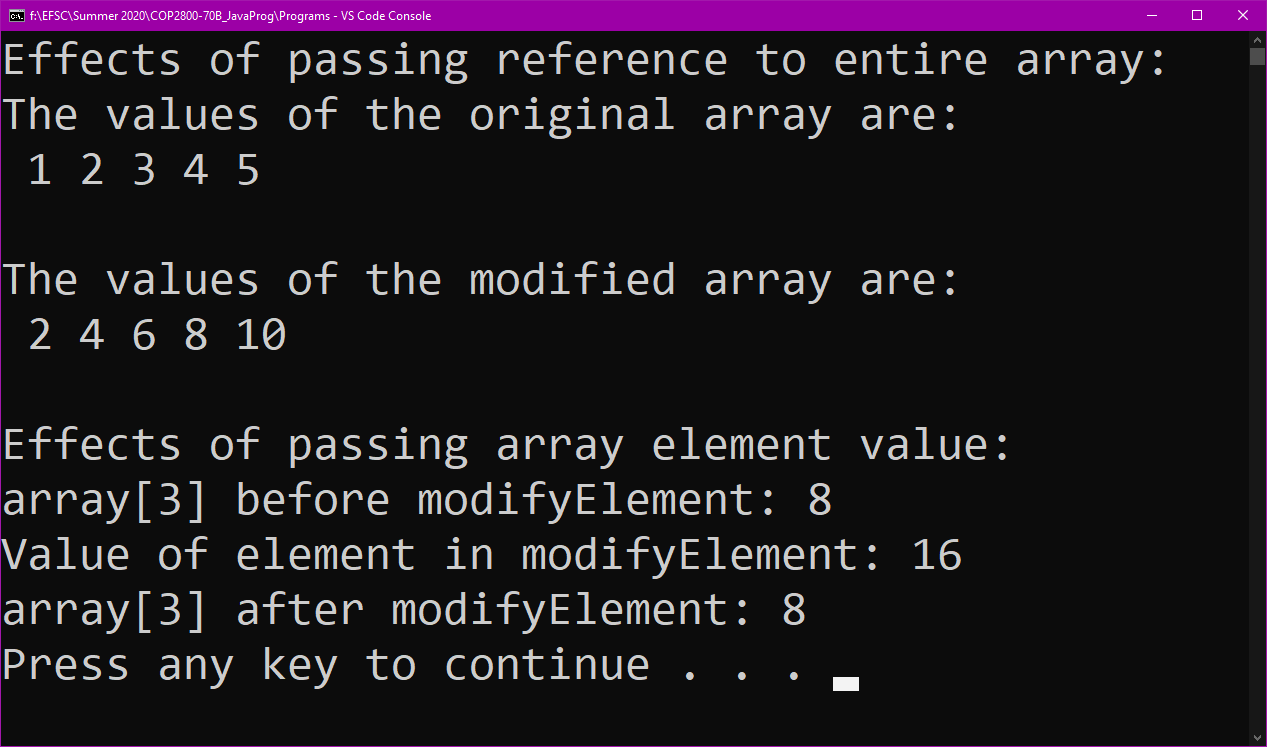 f:\EFSC\Summer 2020\COP2800-70B_JavaProg\Programs - VS Code Console
Effects of passing reference to entire array:
The values of the original array are:
1 2 3 4 5
The values of the modified array are:
2 4 6 8 10
Effects of passing array element value:
array[3] before modifyElement: 8
Value of element in modifyElement: 16
array[3] after modifyElement: 8
Press any key to continue . . .